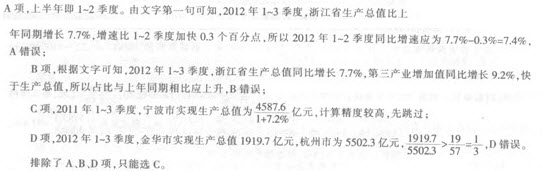 A 项,上半年即 1~2 季度。由文字第一句可知,2012 年 1~3 季度,浙江省生产总值比上
年同期增长 7.7%,增速比 1~2 季度加快 0.3 个百分点,所以 2012 年 1~2 季度同比增速应为 7.7%-0.3%=7.4%,
A 错误;
B 项,根据文字可知,2012 年 1~3 季度,浙江省生产总值同比增长 7.7%,第三产业增加值同比增长 9.2%,快
于生产总值,所以占比与上年同期相比应上升,B 错误;
C 项,2011 年 1~3 季度,宁波市实现生产总值为 4587.6/1+7.2% 亿元,计算精度较高,先跳过;
D 项,2012 年 1~3 季度,金华市实现生产总值 1919.7 亿元,杭州市为 5502.3 亿元, 1919.7/5502.3 > 19/57 = 1/3 ,D 错误。
排除了 A、B、D 项,只能选 C。